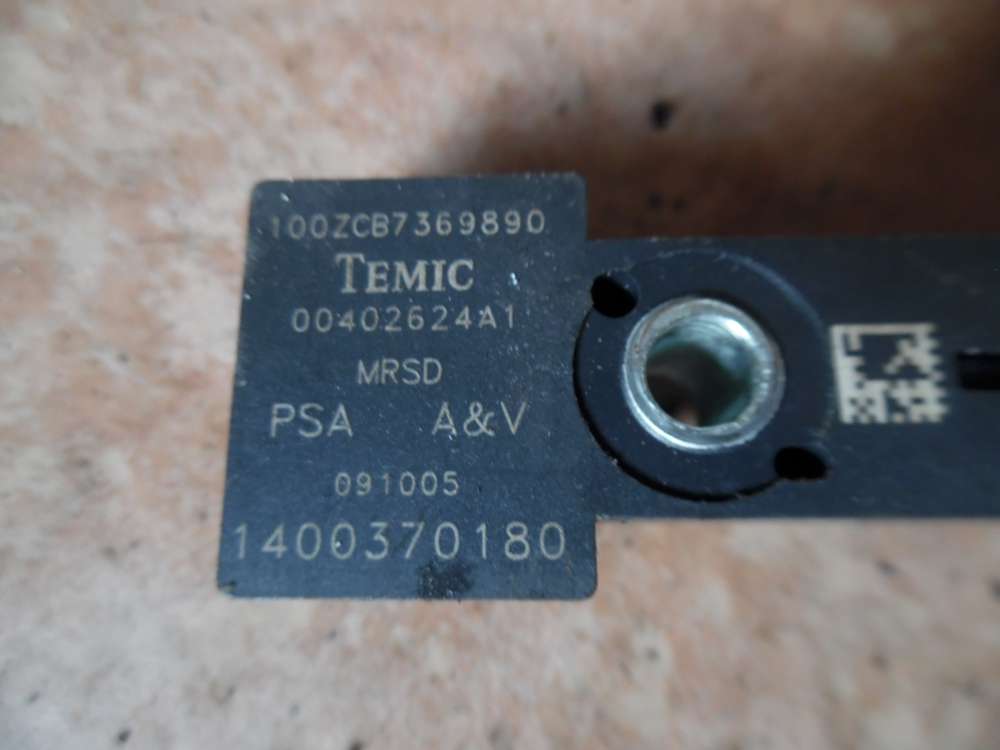 100ZCB7369890
TEMIC
00402624A1
MRSD
PSA A&V
091005
1400370180